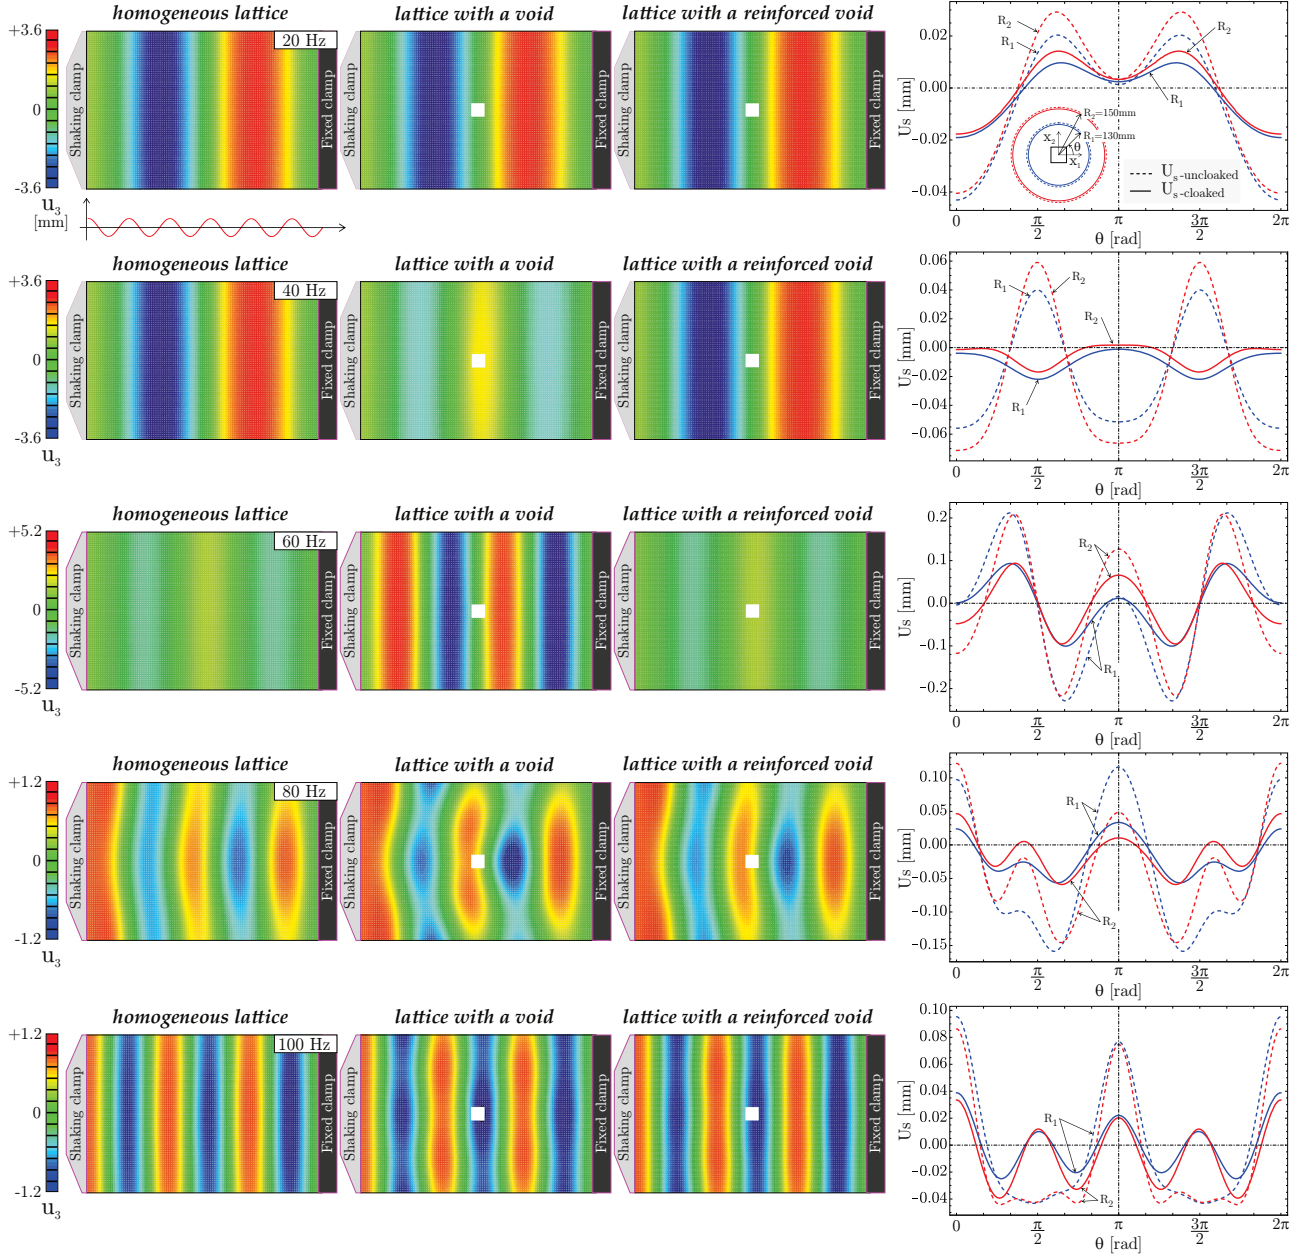 homogeneous lattice
lattice with a void
lattice with a reinforced void
+3.6
0
-3.6
u3
[mm]
Shaking clamp
20 Hz
Fixed clamp
Shaking clamp
Fixed clamp
Shaking clamp
Fixed clamp
Us [mm]
0.02
0.00
−0.02
−0.04
R2
R1
R2
R1
R2=150mm
R1=130mm
x2
θ
x1
Us-uncloaked
Us-cloaked
0
π/2
π
3π/2
2π
θ [rad]
homogeneous lattice
lattice with a void
lattice with a reinforced void
+3.6
0
-3.6
u3
Shaking clamp
40 Hz
Fixed clamp
Shaking clamp
Fixed clamp
Shaking clamp
Fixed clamp
Us [mm]
0.06
0.04
0.02
0.00
−0.02
−0.04
−0.06
R1
R2
R2
R1
0
π/2
π
3π/2
2π
θ [rad]
homogeneous lattice
lattice with a void
lattice with a reinforced void
+5.2
0
-5.2
u3
Shaking clamp
60 Hz
Fixed clamp
Shaking clamp
Fixed clamp
Shaking clamp
Fixed clamp
Us [mm]
0.2
0.1
0.0
−0.1
−0.2
R2
R1
0
π/2
π
3π/2
2π
θ [rad]
homogeneous lattice
lattice with a void
lattice with a reinforced void
+1.2
0
-1.2
u3
Shaking clamp
80 Hz
Fixed clamp
Shaking clamp
Fixed clamp
Shaking clamp
Fixed clamp
Us [mm]
0.10
0.05
0.00
−0.05
−0.10
−0.15
R1
R2
0
π/2
π
3π/2
2π
θ [rad]
homogeneous lattice
lattice with a void
lattice with a reinforced void
+1.2
0
-1.2
u3
Shaking clamp
100 Hz
Fixed clamp
Shaking clamp
Fixed clamp
Shaking clamp
Fixed clamp
Us [mm]
0.10
0.08
0.06
0.04
0.02
0.00
−0.02
−0.04
R1
R2
0
π/2
π
3π/2
2π
θ [rad]